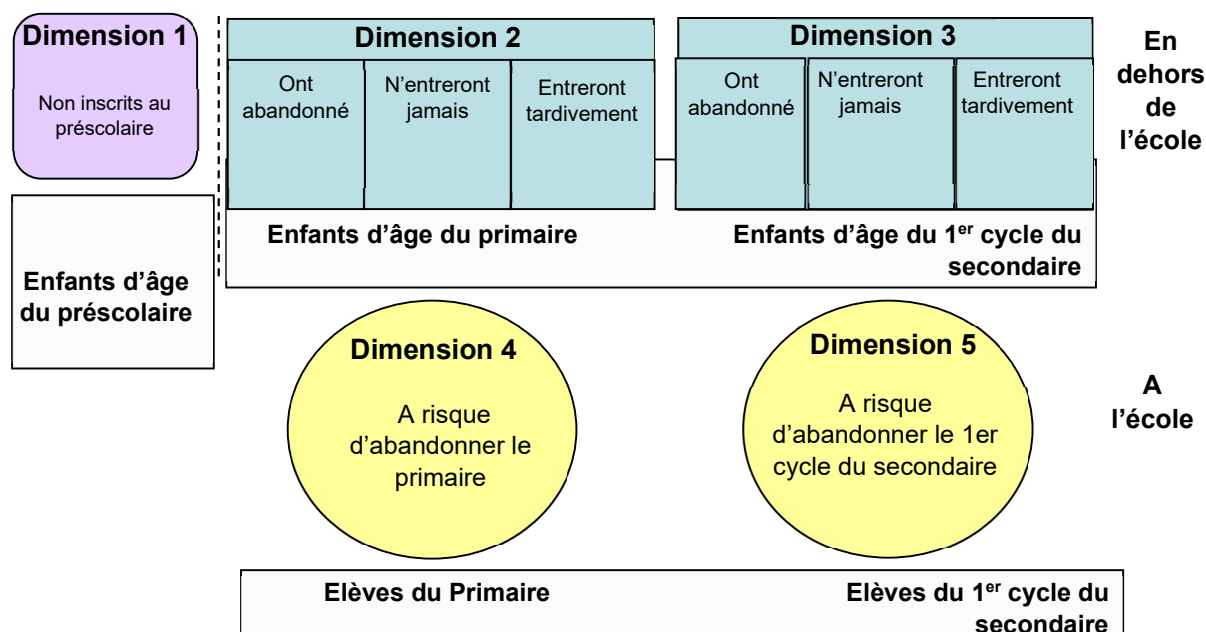 Dimension 1
Non inscrits au
préscolaire
Enfants d’âge
du préscolaire
Dimension 2
Ont
abandonné
N’entreront
jamais
Entreront
tardivement
Enfants d’âge du primaire
Dimension 3
Ont
abandonné
N’entreront
jamais
Entreront
tardivement
Enfants d’âge du 1er cycle du
secondaire
En
dehors
de
l’école
Dimension 4
A risque
d’abandonner le
primaire
Dimension 5
A risque
d’abandonner le 1er
cycle du secondaire
A
l’école
Elèves du Primaire
Elèves du 1er cycle du
secondaire